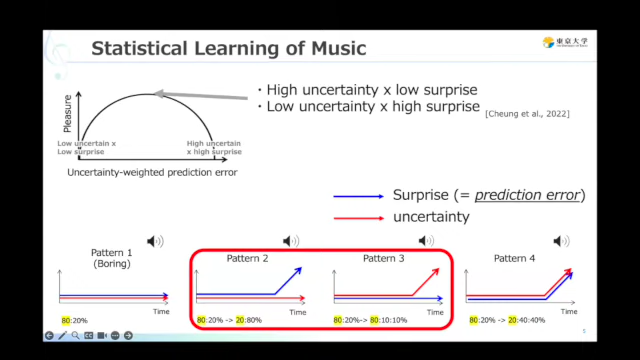 Statistical Learning of Music
東京大学
・High uncertainty x low surprise
・Low uncertainty x high surprise [Cheung et al., 2022]
Pleasure
Low uncertain x
Low surprise
High uncertain
x high surprise
Uncertainty-weighted prediction error
Surprise (= prediction error)
uncertainty
Pattern 1
(Boring)
Time
80:20%
Pattern 2
Time
80:20% -> 20:80%
Pattern 3
Time
80:20%-> 80:10:10%
Pattern 4
Time
80:20% -> 20:40:40%
5